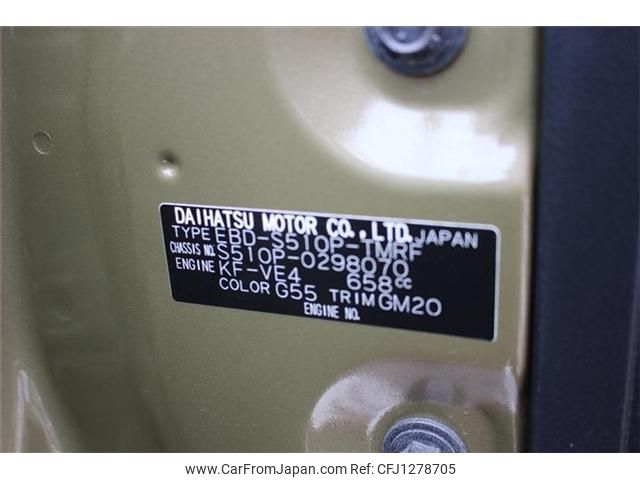 DAIHATSU MOTOR CO., LTD. JAPAN
TYPE EBD-S510P-TMRF
CHASSIS NO. S510P-0298070
ENGINE KF-VE4 658cc
COLOR G55 TRIM GM20
ENGINE NO.
www.CarFromJapan.com Ref No. CFJ1278705